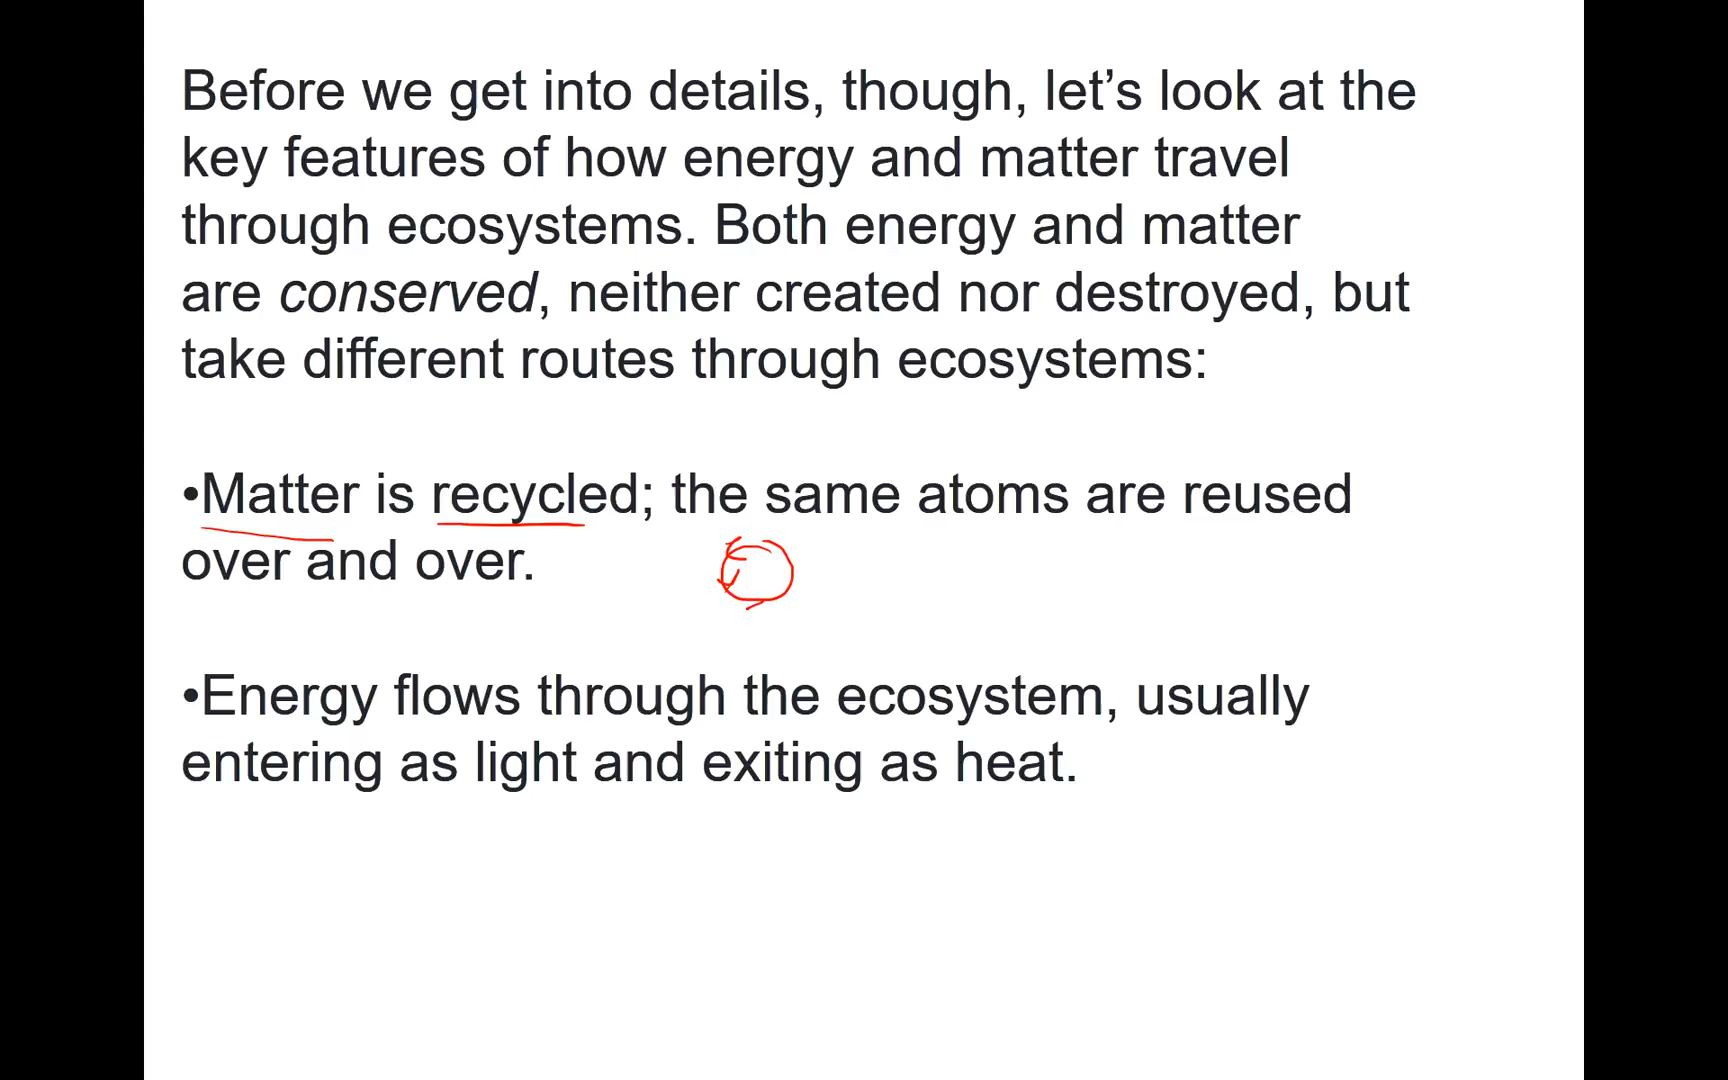 Before we get into details, though, let’s look at the
key features of how energy and matter travel
through ecosystems. Both energy and matter
are conserved, neither created nor destroyed, but
take different routes through ecosystems:
•Matter is recycled; the same atoms are reused
over and over.
•Energy flows through the ecosystem, usually
entering as light and exiting as heat.